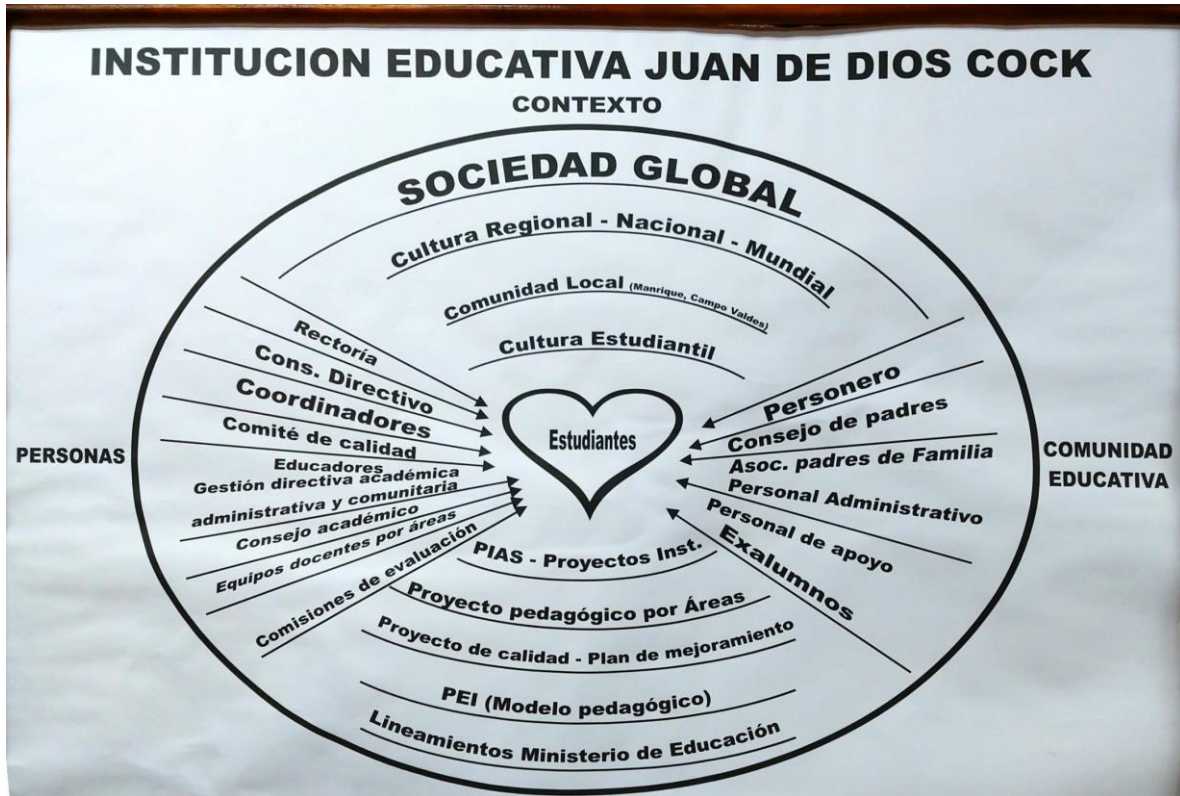 INSTITUCION EDUCATIVA JUAN DE DIOS COCK
CONTEXTO
SOCIEDAD GLOBAL
Cultura Regional - Nacional - Mundial
Comunidad Local (Manrique, Campo Valdes)
Cultura Estudiantil
PERSONAS
Rectoría
Cons. Directivo
Coordinadores
Comité de calidad
Educadores
Gestión directiva académica
administrativa y comunitaria
Consejo académico
Equipos docentes por áreas
Comisiones de evaluación
Estudiantes
Personero
Consejo de padres
Asoc. padres de Familia
Personal Administrativo
Personal de apoyo
Exalumnos
COMUNIDAD
EDUCATIVA
PIAS - Proyectos Inst.
Proyecto pedagógico por Áreas
Proyecto de calidad - Plan de mejoramiento
PEI (Modelo pedagógico)
Lineamientos Ministerio de Educación